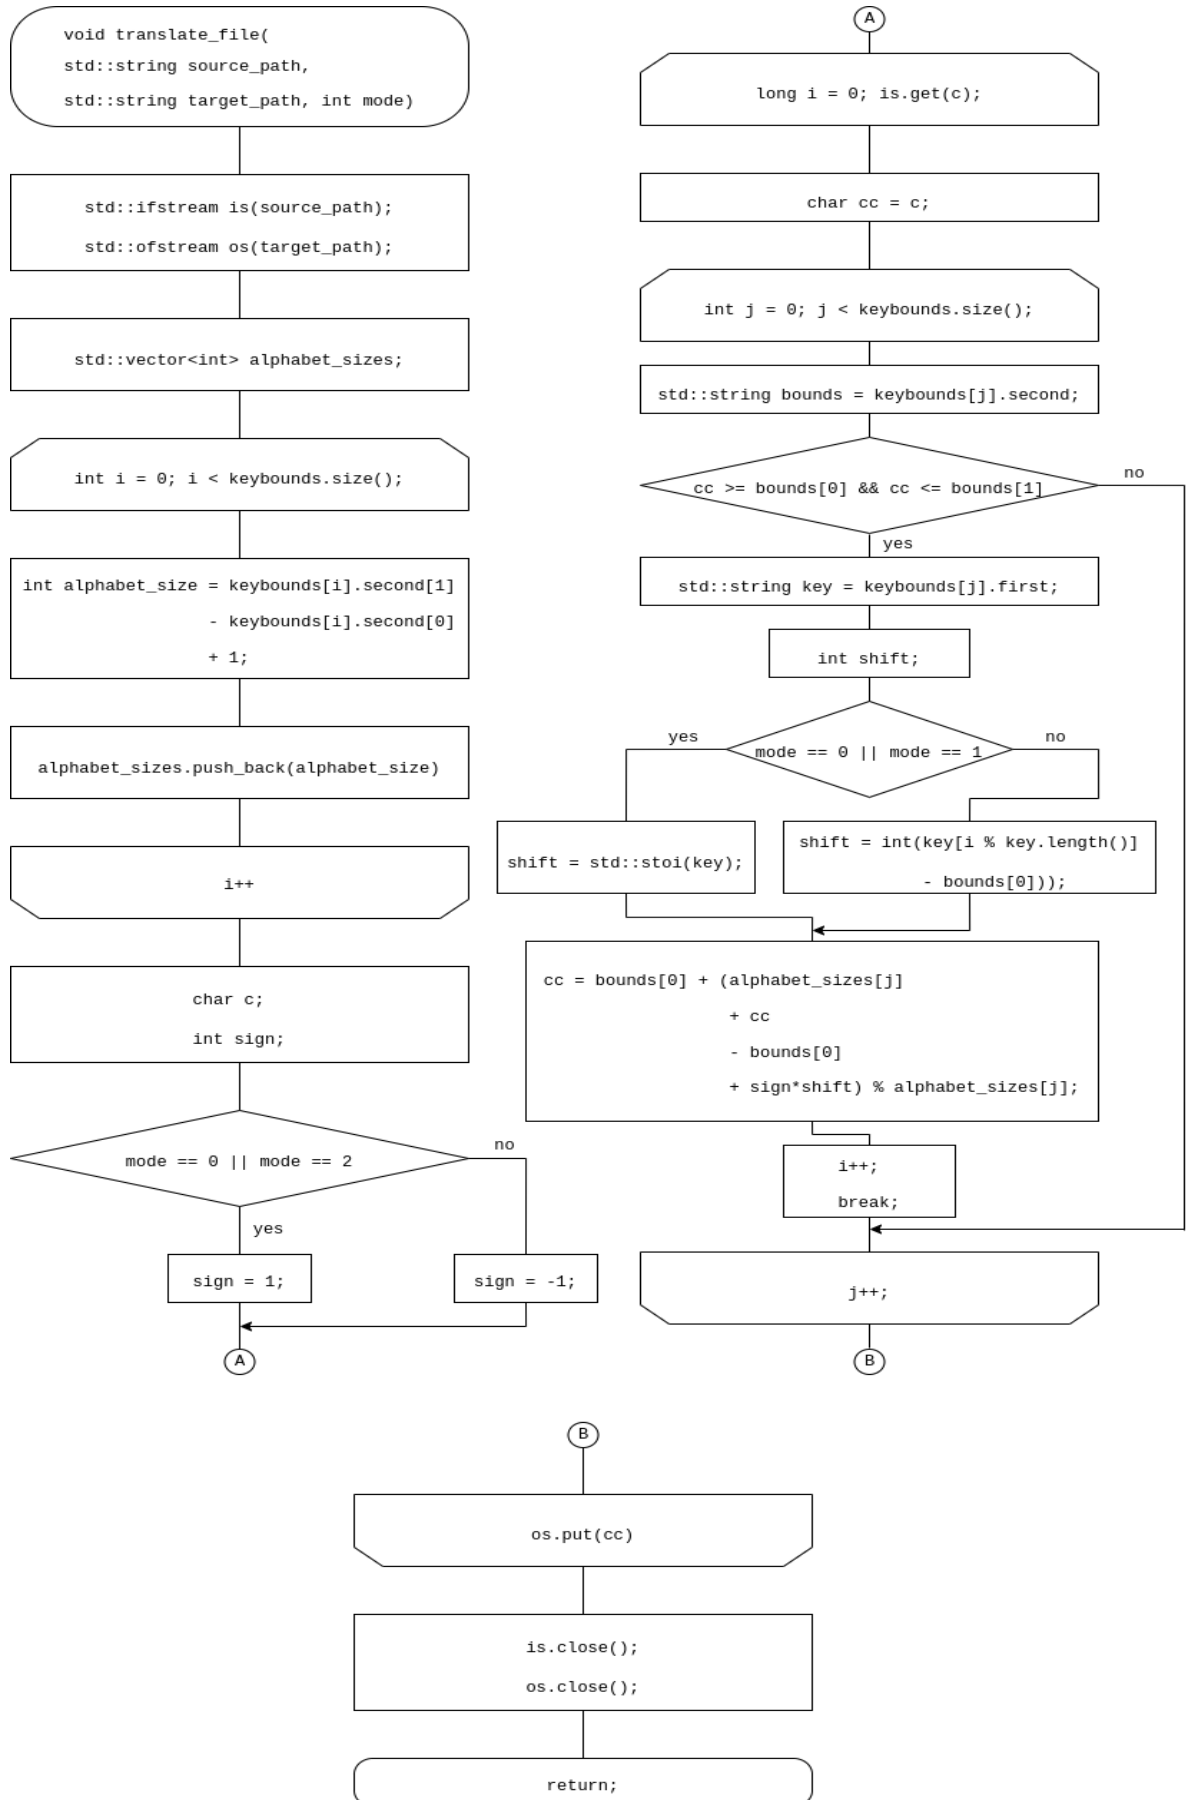 void translate_file(
std::string source_path,
std::string target_path, int mode)
std::ifstream is(source_path);
std::ofstream os(target_path);
std::vector<int> alphabet_sizes;
int i = 0; i < keybounds.size();
int alphabet_size = keybounds[i].second[1]
- keybounds[i].second[0]
+ 1;
alphabet_sizes.push_back(alphabet_size)
i++
char c;
int sign;
mode == 0 || mode == 2
no
yes
sign = 1;
sign = -1;
A
A
long i = 0; is.get(c);
char cc = c;
int j = 0; j < keybounds.size();
std::string bounds = keybounds[j].second;
cc >= bounds[0] && cc <= bounds[1]
no
yes
std::string key = keybounds[j].first;
int shift;
mode == 0 || mode == 1
yes
no
shift = std::stoi(key);
shift = int(key[i % key.length()]
- bounds[0]));
cc = bounds[0] + (alphabet_sizes[j]
+ cc
- bounds[0]
+ sign*shift) % alphabet_sizes[j];
i++;
break;
j++;
B
B
os.put(cc)
is.close();
os.close();
return;